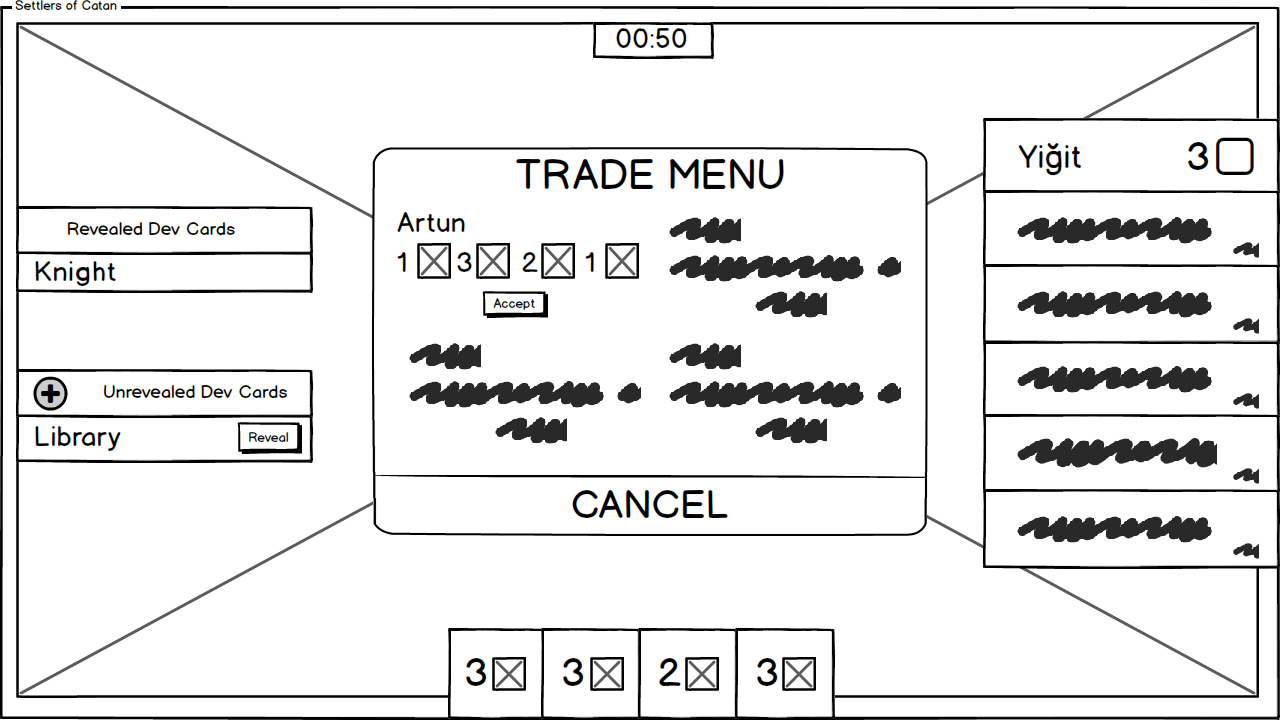 Settlers of Catan
00:50
Yiğit 3
TRADE MENU
Artun
1 3 2 1
Accept
CANCEL
Revealed Dev Cards
Knight
Unrevealed Dev Cards
Library Reveal
3 3 2 3